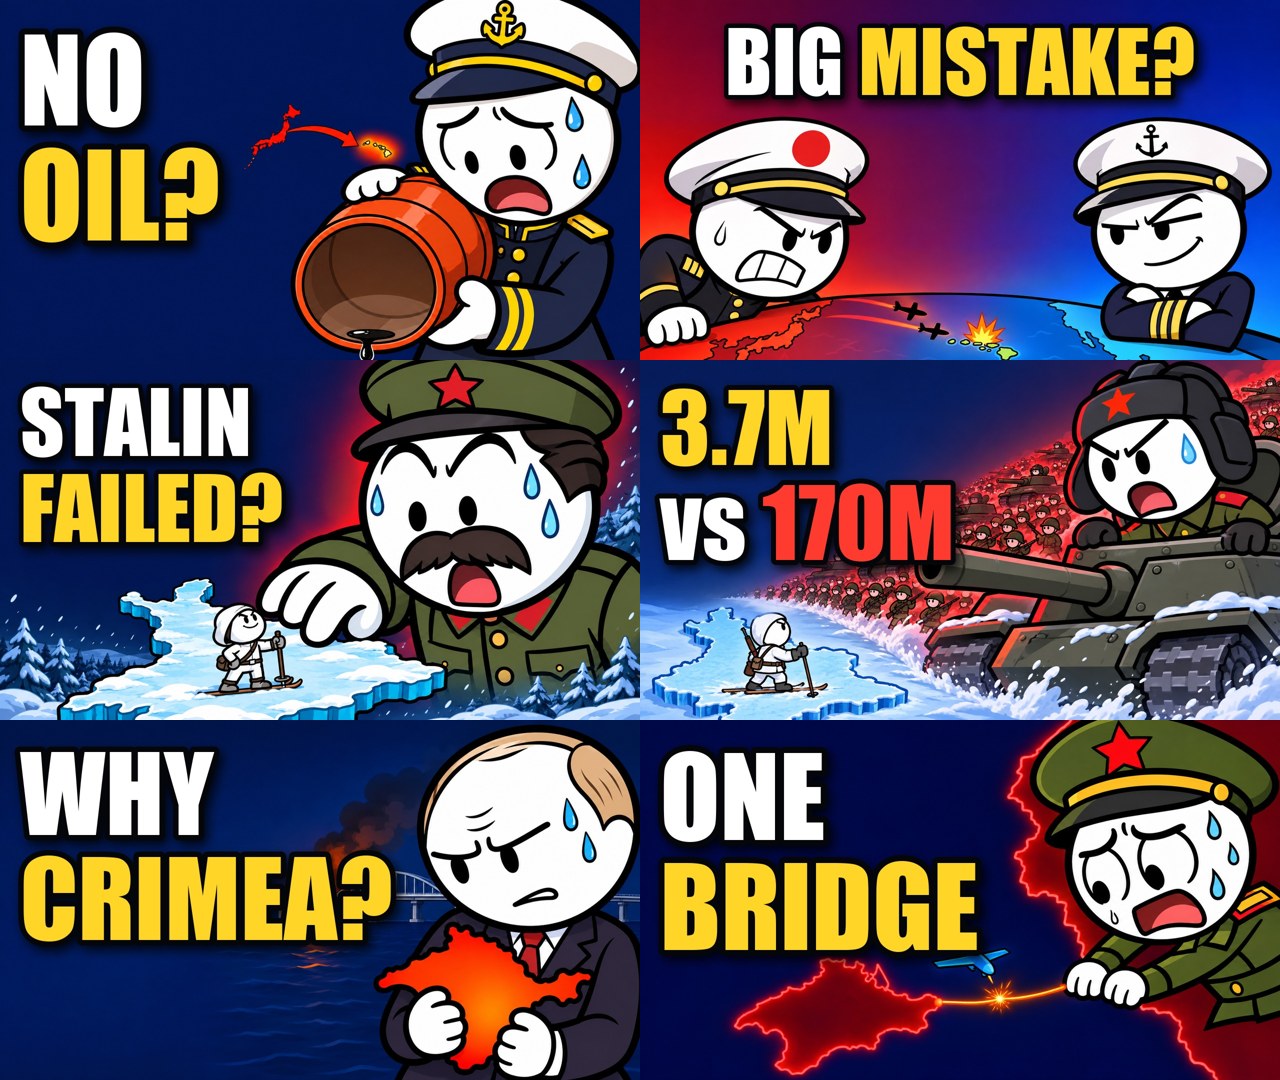 NO
OIL?
BIG MISTAKE?
STALIN
FAILED?
3.7M
VS 170M
WHY
CRIMEA?
ONE
BRIDGE